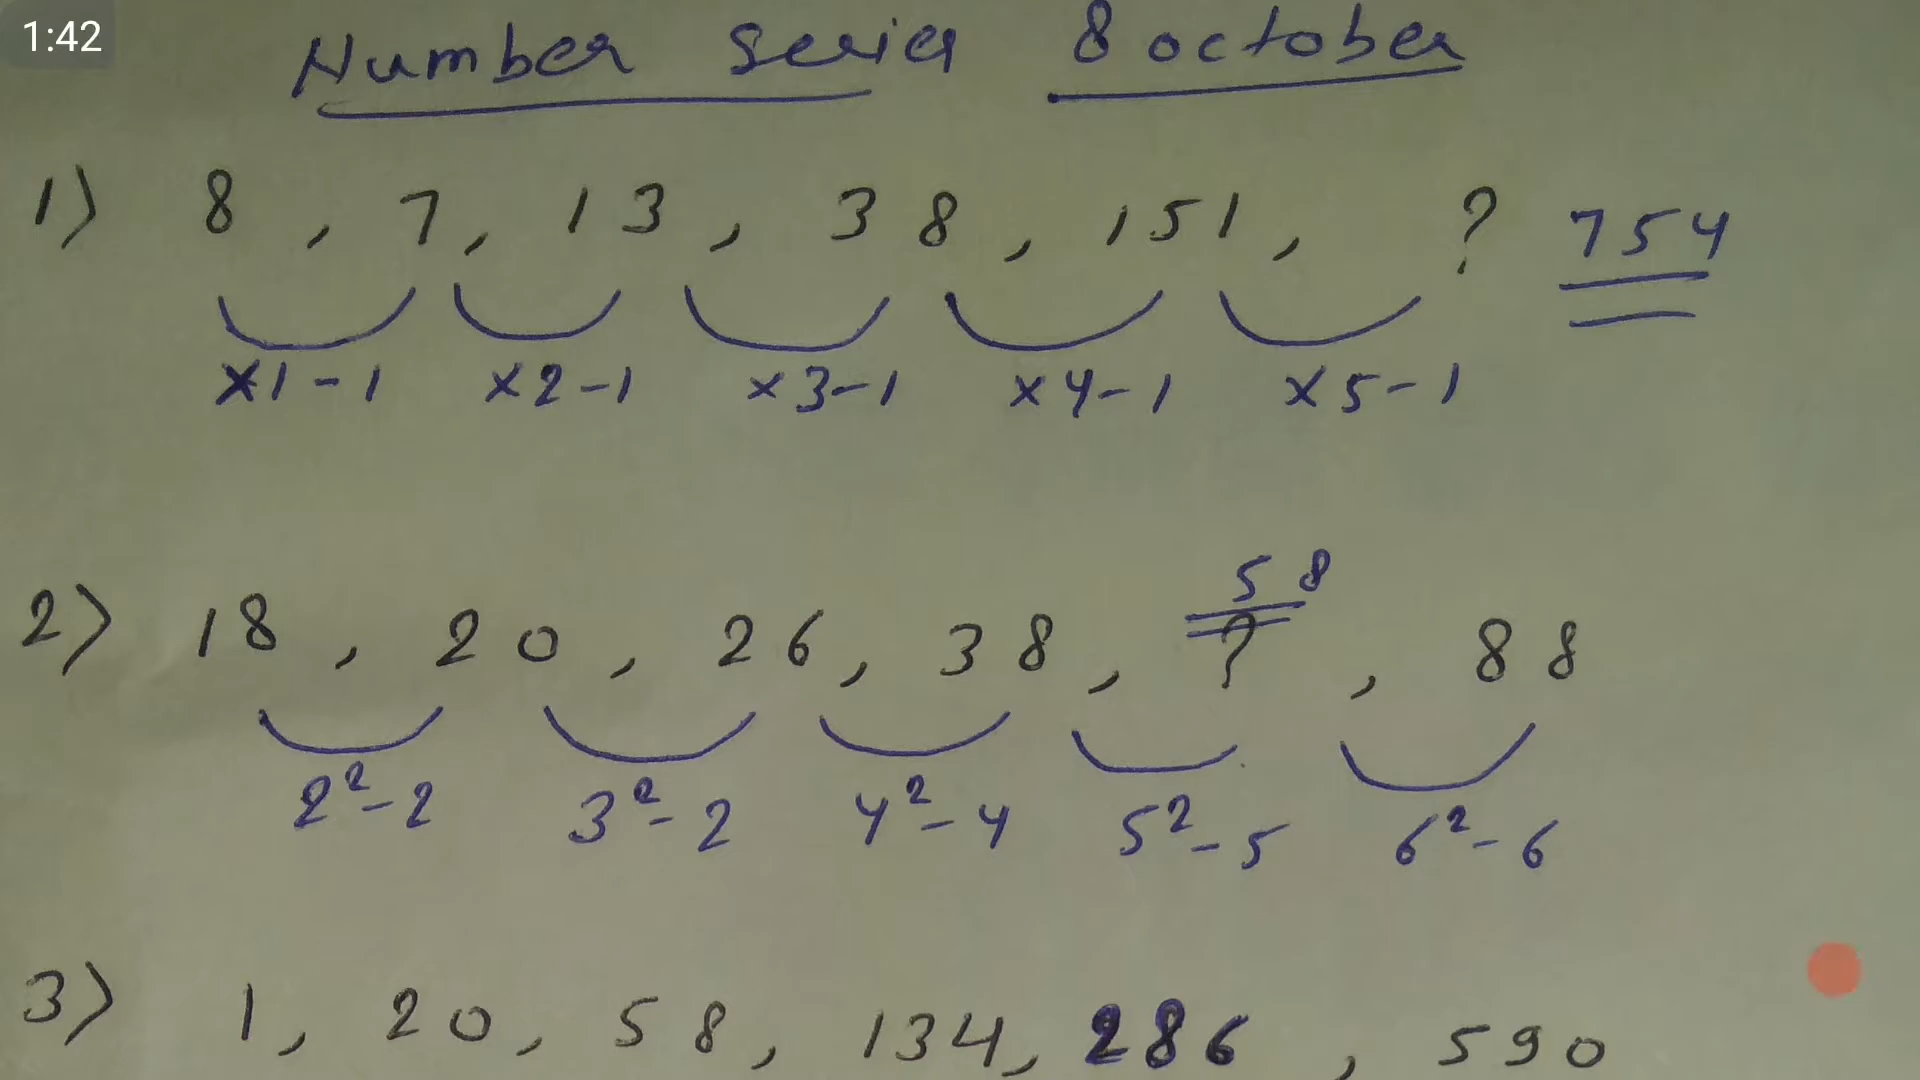 1:42
Number Series 8 october
1) 8, 7, 13, 38, 151, ? 754
×1-1 ×2-1 ×3-1 ×4-1 ×5-1
58
2) 18, 20, 26, 38, ?, 88
2²-2 3²-2 4²-4 5²-5 6²-6
3) 1, 20, 58, 134, 286, 590